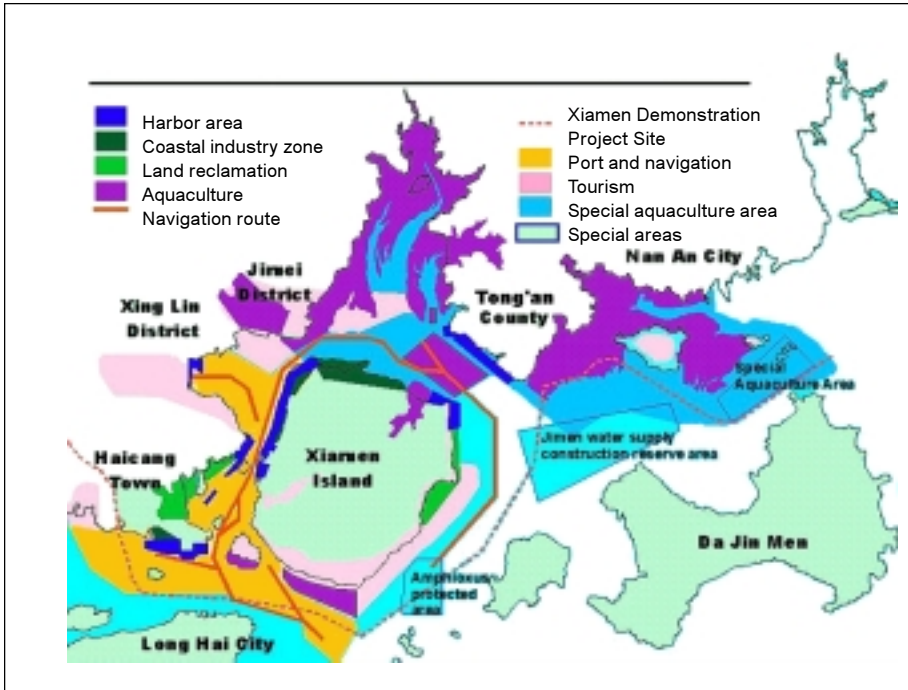 Harbor area
Coastal industry zone
Land reclamation
Aquaculture
Navigation route
Xiamen Demonstration
Project Site
Port and navigation
Tourism
Special aquaculture area
Special areas
Nan An City
Jimei
District
Xing Lin
District
Tong'an
County
Special
Aquaculture Area
Jimen water supply
construction reserve area
Haicang
Town
Xiamen
Island
Da Jin Men
Amphioxus
protected
area
Long Hai City